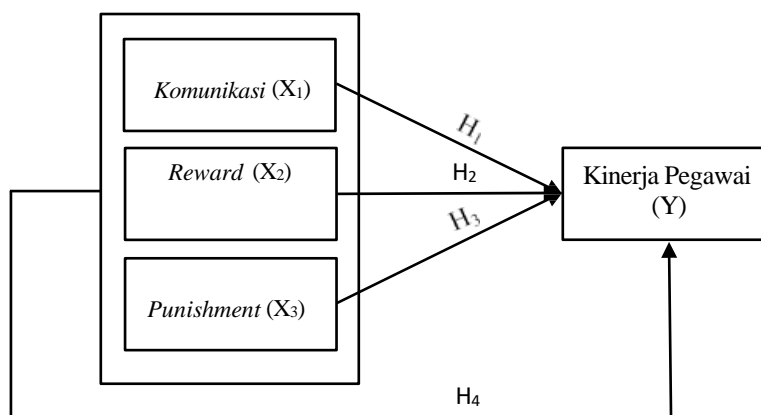 Komunikasi (X1)
H1
Reward (X2)
H2
Kinerja Pegawai
(Y)
H3
Punishment (X3)
H4